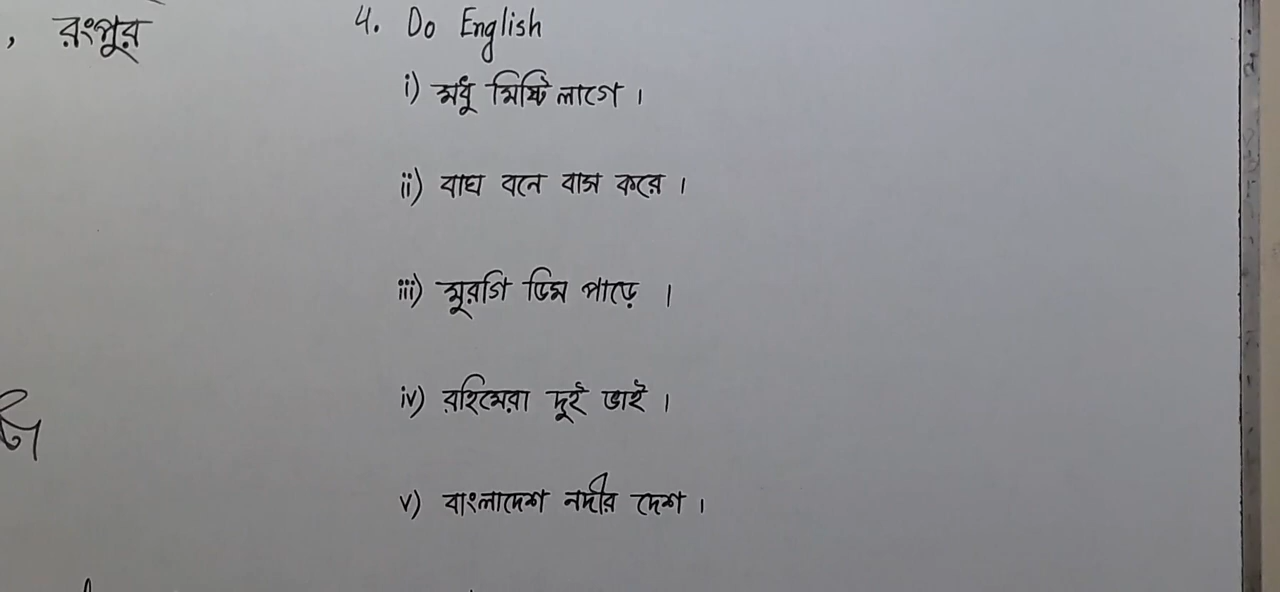 , রংপুর
4. Do English
i) মধু মিষ্টি লাগে ।
ii) বাঘ বনে বাস করে ।
iii) মুরগি ডিম পাড়ে ।
iv) রহিমেরা দুই ভাই ।
v) বাংলাদেশ নদীর দেশ ।